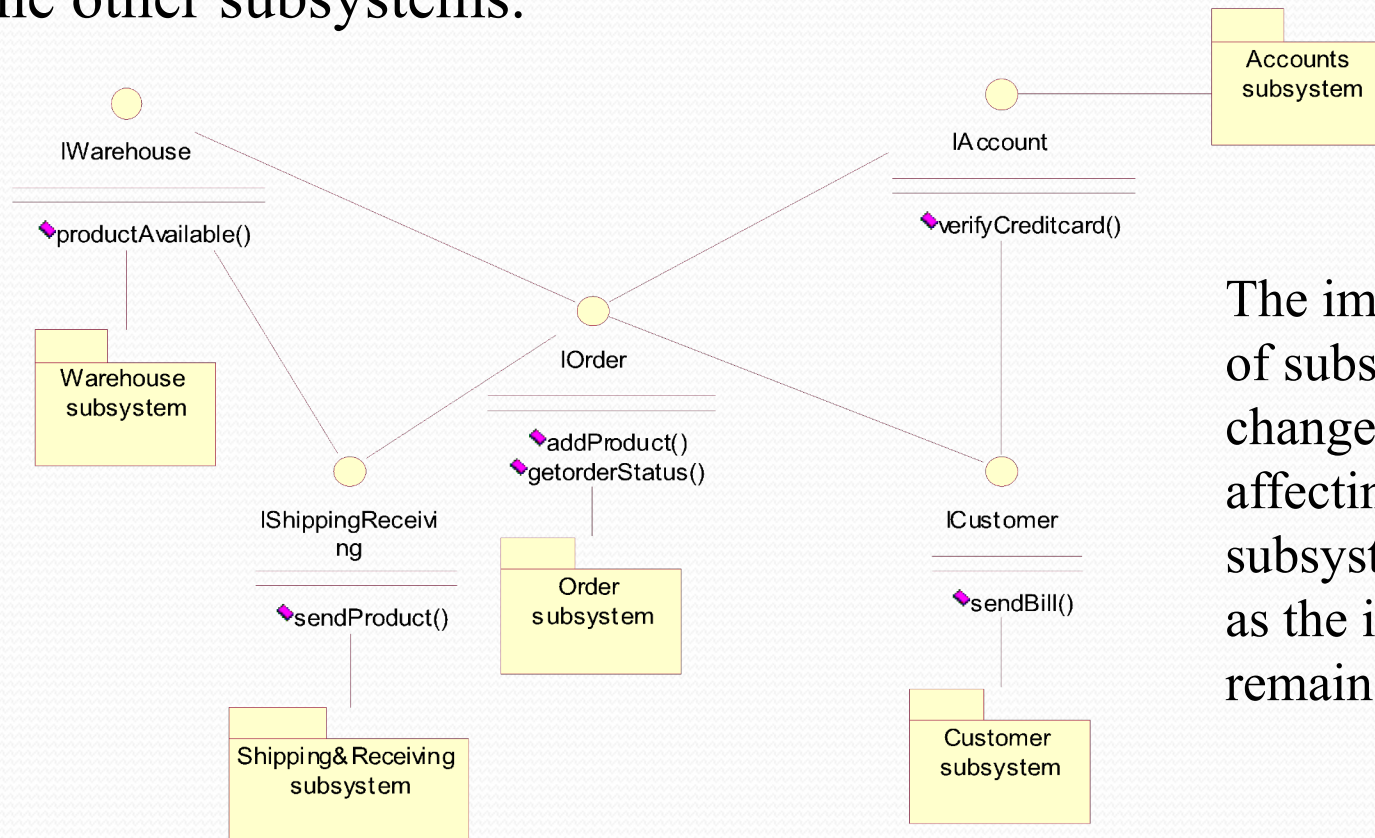 other subsystems.
Accounts
subsystem
IWarehouse
productAvailable()
IAccount
verifyCreditcard()
Warehouse
subsystem
IOrder
addProduct()
getorderStatus()
IShippingReceivi
ng
sendProduct()
Order
subsystem
ICustomer
sendBill()
Shipping&Receiving
subsystem
Customer
subsystem
The im
of subs
change
affectin
subsyst
as the i
remain